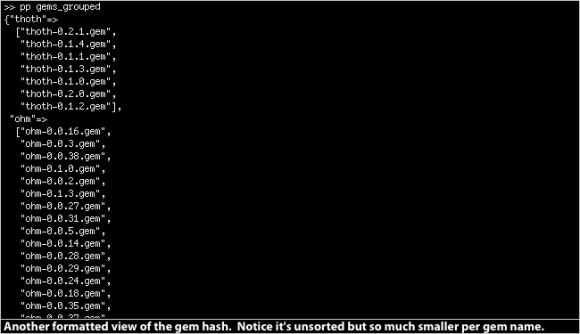 >> pp gems_grouped
{"thoth"=>
["thoth-0.2.1.gem",
"thoth-0.1.4.gem",
"thoth-0.1.1.gem",
"thoth-0.1.3.gem",
"thoth-0.1.0.gem",
"thoth-0.2.0.gem",
"thoth-0.1.2.gem"],
"ohm"=>
["ohm-0.0.16.gem",
"ohm-0.0.3.gem",
"ohm-0.0.38.gem",
"ohm-0.1.0.gem",
"ohm-0.0.2.gem",
"ohm-0.1.3.gem",
"ohm-0.0.27.gem",
"ohm-0.0.31.gem",
"ohm-0.0.5.gem",
"ohm-0.0.14.gem",
"ohm-0.0.28.gem",
"ohm-0.0.29.gem",
"ohm-0.0.24.gem",
"ohm-0.0.18.gem",
"ohm-0.0.35.gem",
"ohm-0.0.37.gem",
Another formatted view of the gem hash. Notice it's unsorted but so much smaller per gem name.